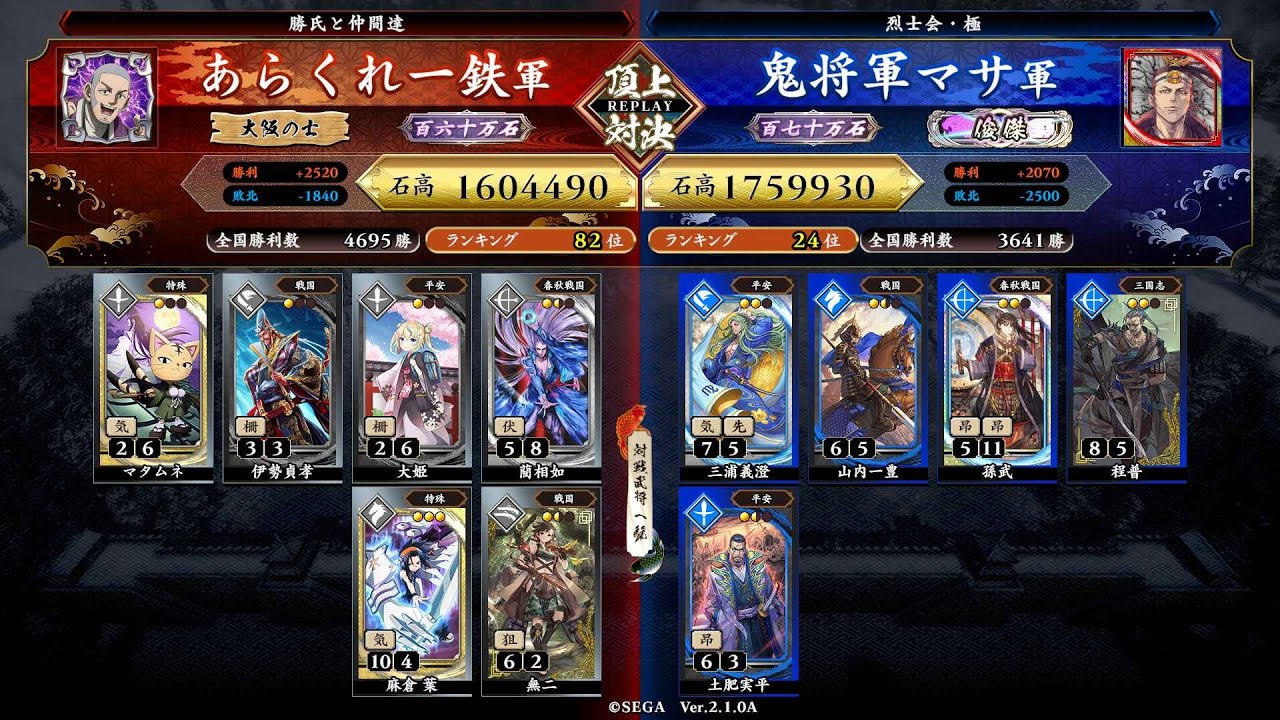 勝氏と仲間達
烈士会・極
あらくれ一鉄軍
頂上
REPLAY
対決
鬼将軍マサ軍
大阪の士
百六十万石
百七十万石
俊傑
勝利 +2520
敗北 -1840
石高 1604490
石高 1759930
勝利 +2070
敗北 -2500
全国勝利数 4695勝
ランキング 82位
ランキング 24位
全国勝利数 3641勝
特殊
気
2 6
マタムネ
戦国
柵
3 3
伊勢貞孝
平安
柵
2 6
大姫
春秋戦国
伏
5 8
藺相如
対戦武将一覧
平安
気 先
7 5
三浦義澄
戦国
6 5
山内一豊
春秋戦国
昂 昂
5 11
孫武
三国志
8 5
程普
特殊
気
10 4
麻倉 葉
戦国
狙
6 2
無二
平安
昂
6 3
土肥実平
©SEGA Ver.2.1.0A